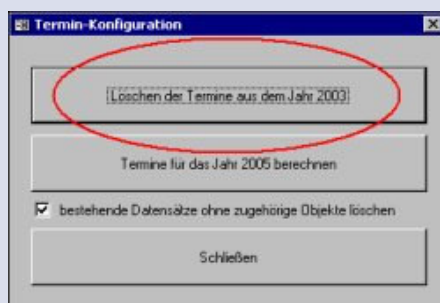 Termin-Konfiguration
Löschen der Termine aus dem Jahr 2003
Termine für das Jahr 2005 berechnen
bestehende Datensätze ohne zugehörige Objekte löschen
Schließen